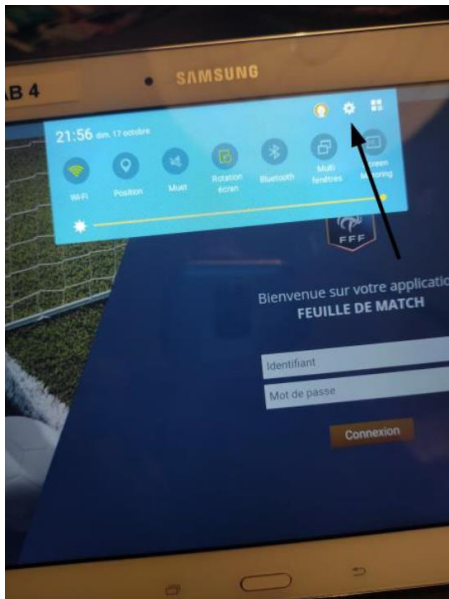 AB 4
SAMSUNG
21:56 dim. 17 octobre
Wi-Fi
Position
Muet
Rotation
écran
Bluetooth
Multi
fenêtres
Screen
Mirroring
FFF
Bienvenue sur votre applicatio
FEUILLE DE MATCH
Identifiant
Mot de passe
Connexion